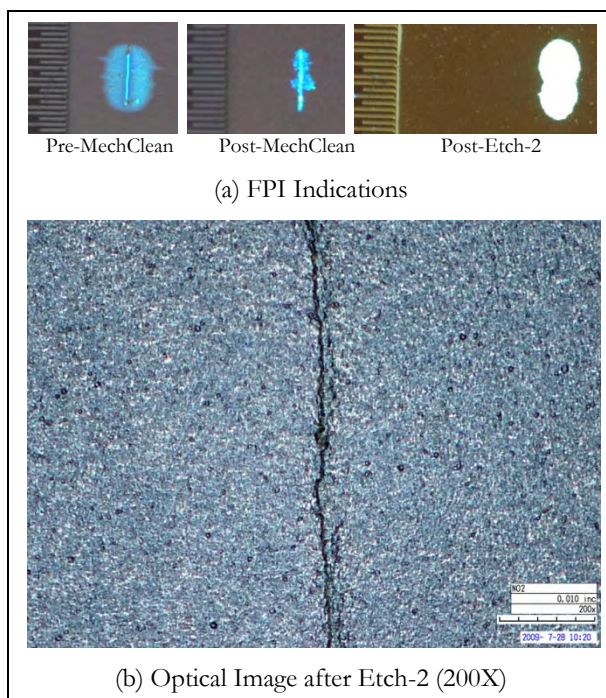 Pre-MechClean
Post-MechClean
Post-Etch-2
(a) FPI Indications
NO2
0.010 inc
200x
2009- 7-28 10:20
(b) Optical Image after Etch-2 (200X)